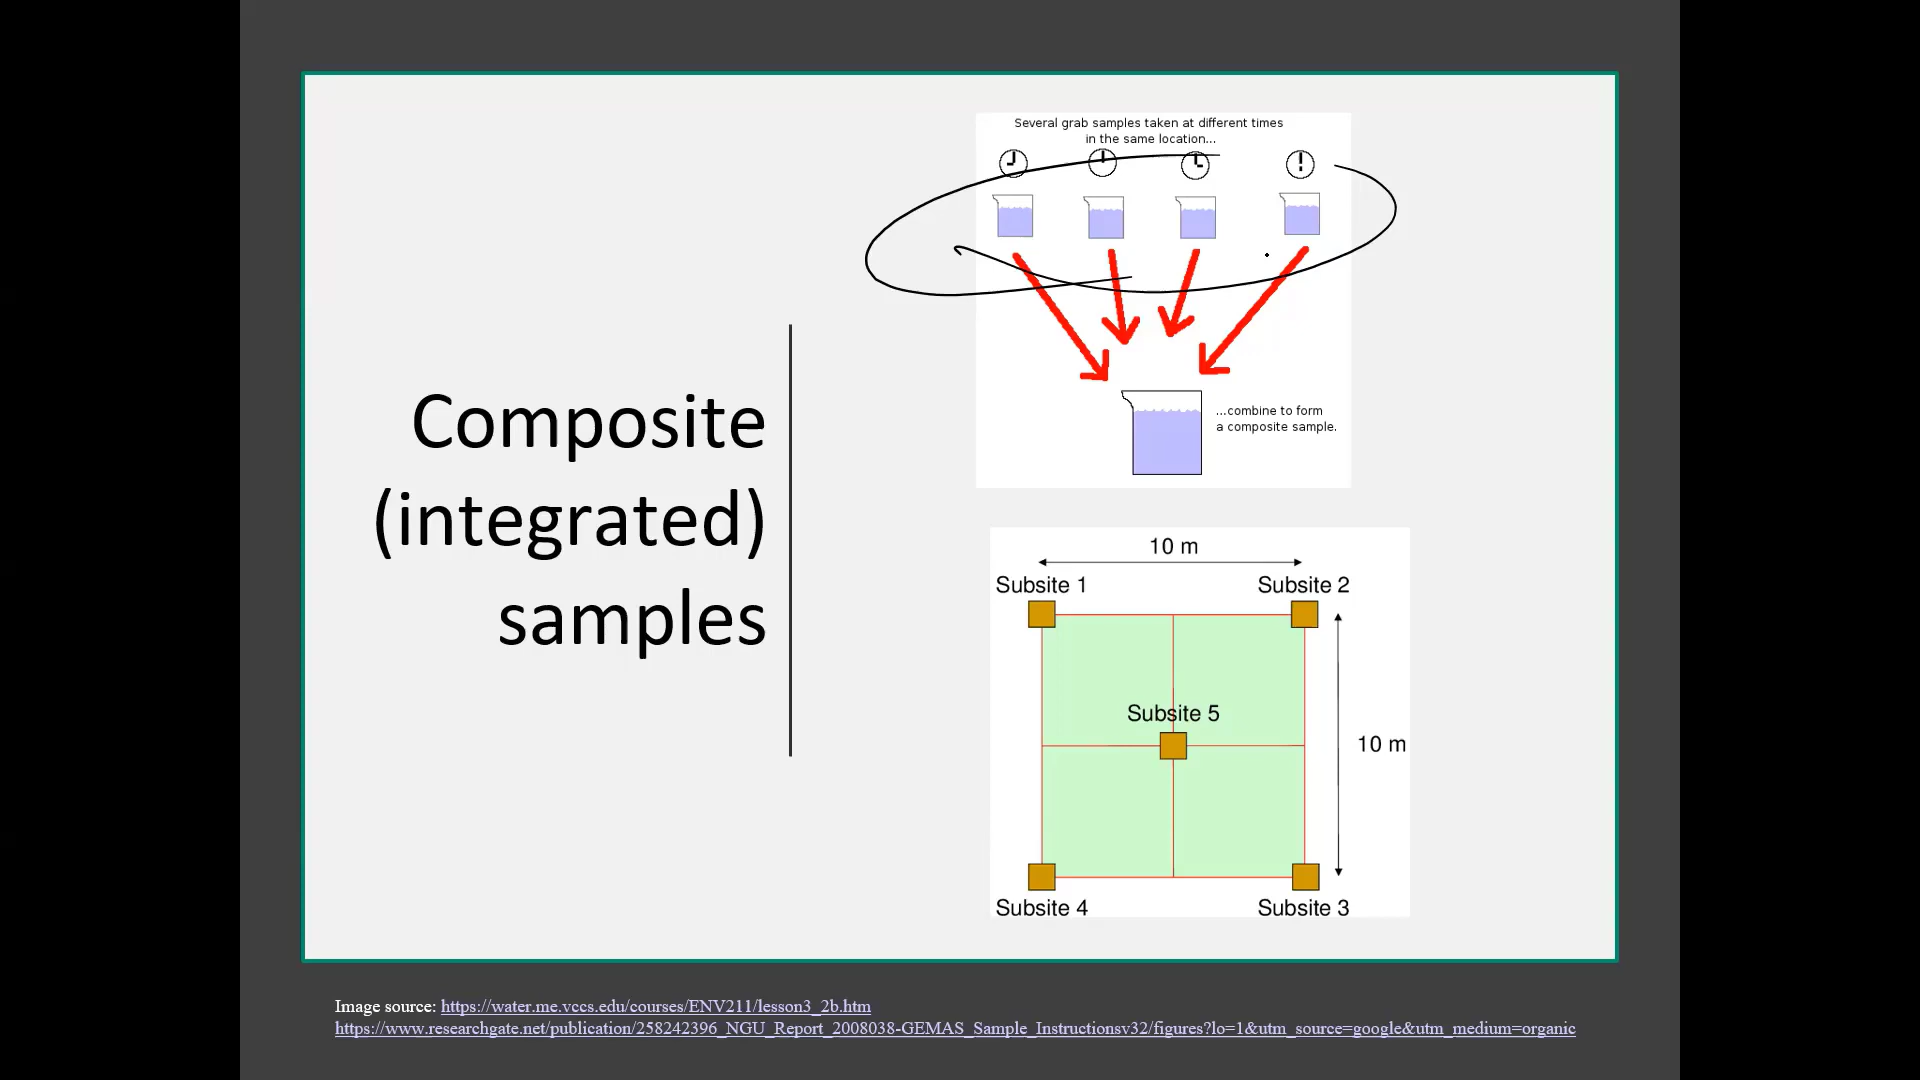 Several grab samples taken at different times
in the same location...
...combine to form
a composite sample.
Composite
(integrated)
samples
10 m
Subsite 1
Subsite 2
Subsite 5
10 m
Subsite 4
Subsite 3
Image source: https://water.me.vccs.edu/courses/ENV211/lesson3_2b.htm
https://www.researchgate.net/publication/258242396_NGU_Report_2008038-GEMAS_Sample_Instructionsv32/figures?lo=1&utm_source=google&utm_medium=organic